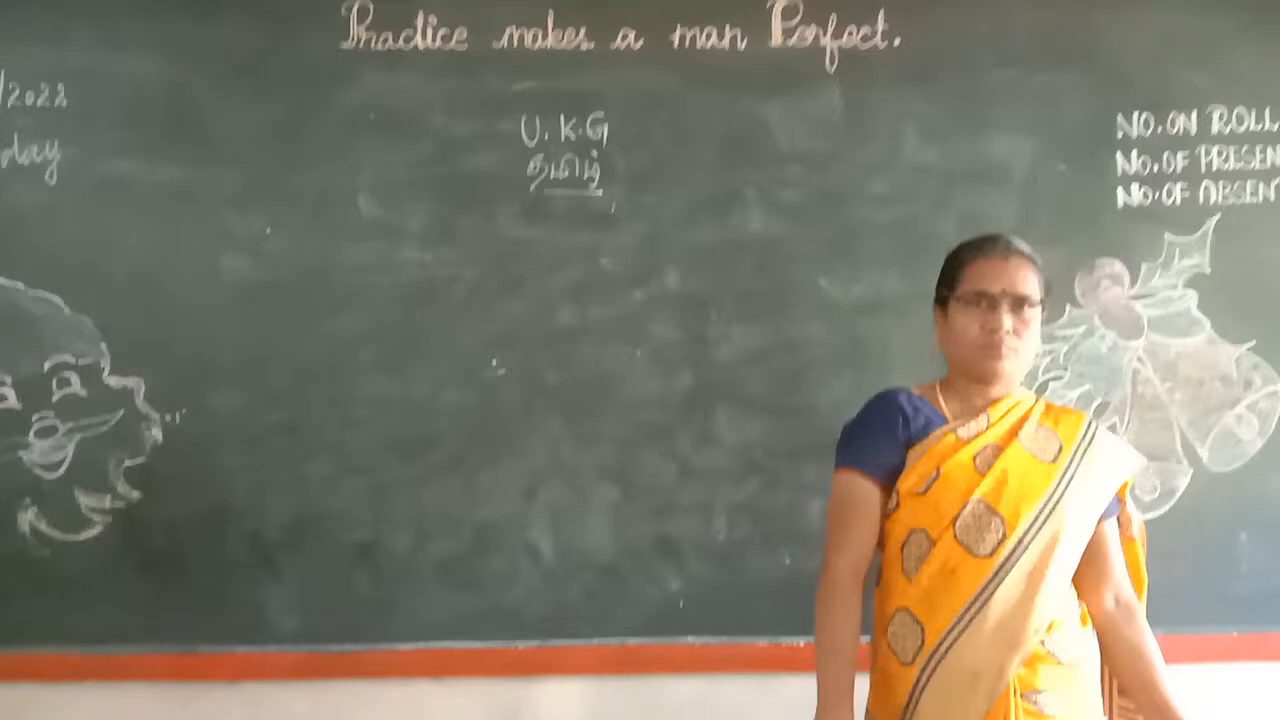 Practice makes a man Perfect.
/2022
day
U.K.G
தமிழ்
NO.ON ROLL
NO.OF PRESEN
NO.OF ABSEN